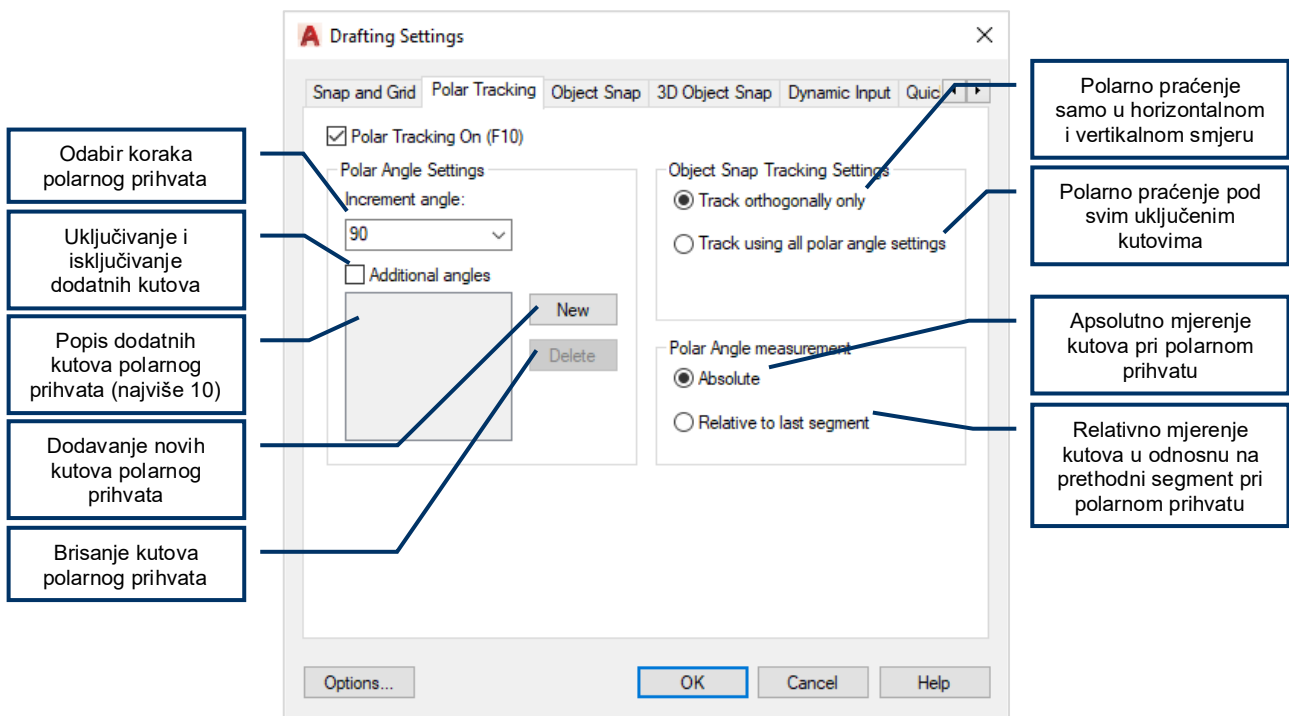 Drafting Settings
Snap and Grid
Polar Tracking
Object Snap
3D Object Snap
Dynamic Input
Quic
Polar Tracking On (F10)
Polar Angle Settings
Increment angle:
90
Additional angles
New
Delete
Object Snap Tracking Settings
Track orthogonally only
Track using all polar angle settings
Polar Angle measurement
Absolute
Relative to last segment
Options...
OK
Cancel
Help
Odabir koraka
polarnog prihvata
Uključivanje i
isključivanje
dodatnih kutova
Popis dodatnih
kutova polarnog
prihvata (najviše 10)
Dodavanje novih
kutova polarnog
prihvata
Brisanje kutova
polarnog prihvata
Polarno praćenje
samo u horizontalnom
i vertikalnom smjeru
Polarno praćenje pod
svim uključenim
kutovima
Apsolutno mjerenje
kutova pri polarnom
prihvatu
Relativno mjerenje
kutova u odnosnu na
prethodni segment pri
polarnom prihvatu